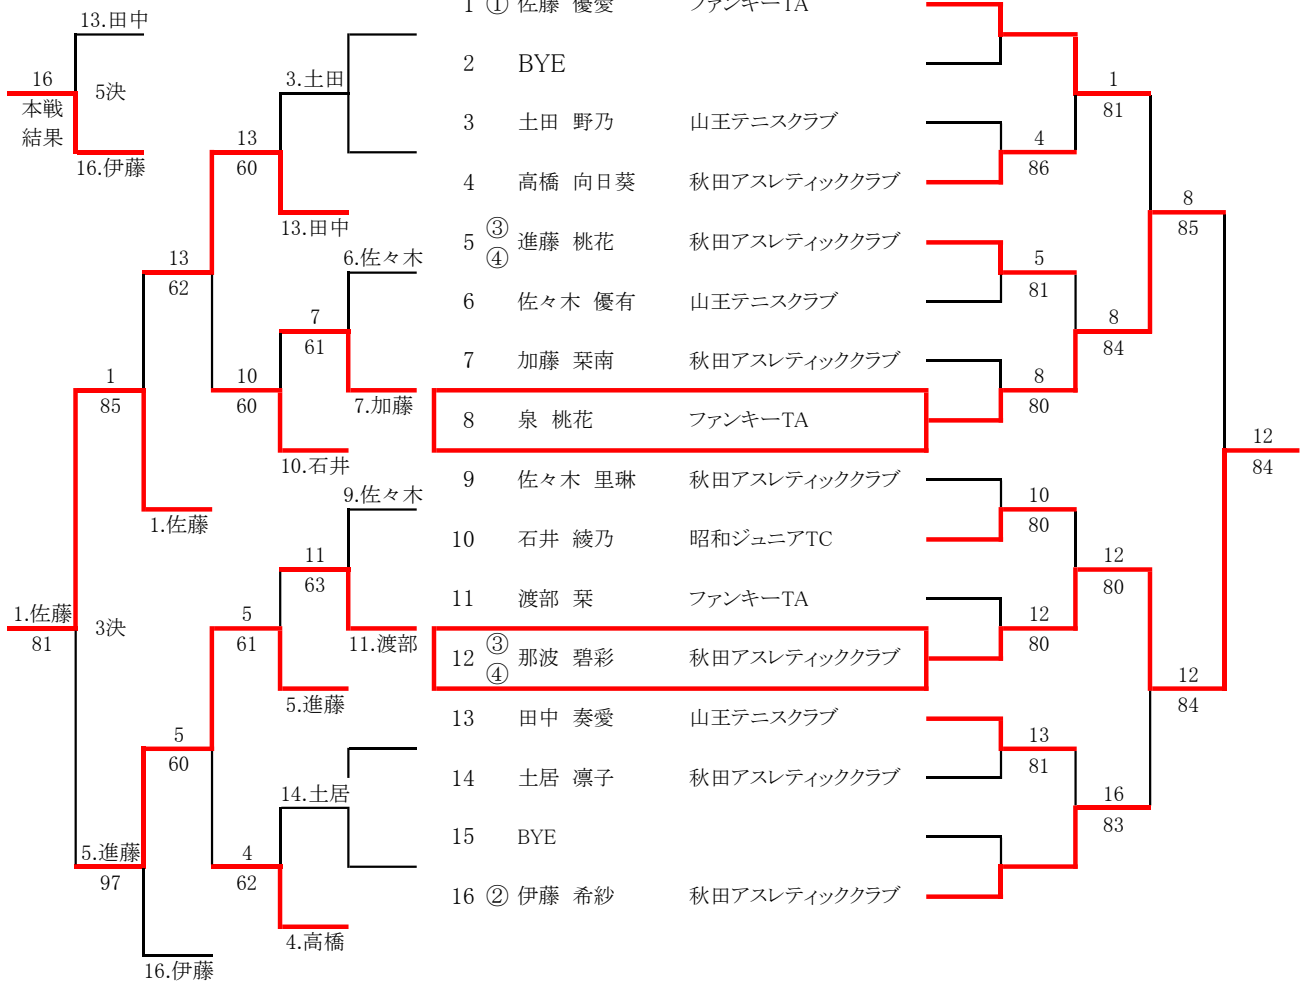 1 ① 佐藤 優愛 ファンキーTA
13.田中
2 BYE
16 5決 3.土田 1
本戦 81
結果
3 土田 野乃 山王テニスクラブ
13 4
16.伊藤 60 86
4 高橋 向日葵 秋田アスレティッククラブ
8
13.田中 85
5 ③ ④ 進藤 桃花 秋田アスレティッククラブ
13 6.佐々木 5
62 81
6 佐々木 優有 山王テニスクラブ
7 8
61 84
7 加藤 栞南 秋田アスレティッククラブ
1 10 8
85 60 7.加藤 80
8 泉 桃花 ファンキーTA
12
10.石井 84
9 佐々木 里琳 秋田アスレティッククラブ
9.佐々木 10
1.佐藤 80
10 石井 綾乃 昭和ジュニアTC
11 12
63 80
11 渡部 栞 ファンキーTA
1.佐藤 3決 5 12
81 61 11.渡部 80
12 ③ ④ 那波 碧彩 秋田アスレティッククラブ
12
5.進藤 84
13 田中 奏愛 山王テニスクラブ
5 13
60 81
14 土居 凛子 秋田アスレティッククラブ
14.土居 16
83
15 BYE
5.進藤 4
97 62
16 ② 伊藤 希紗 秋田アスレティッククラブ
4.高橋
16.伊藤